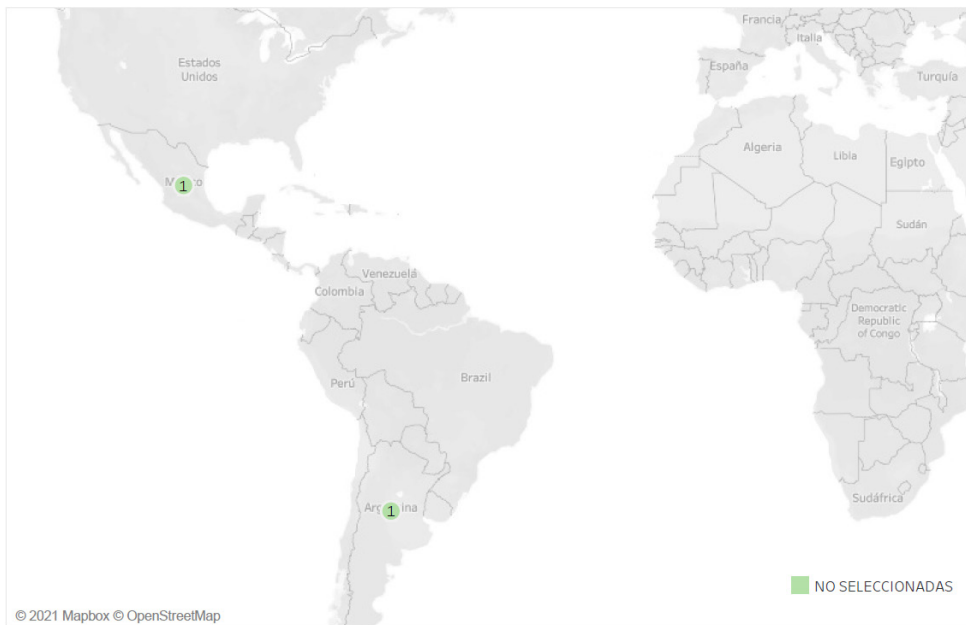 Francia
Italia
España
Turquía
Estados
Unidos
Algeria
Libia
Egipto
1
Sudán
Venezuela
Colombia
Democratic
Republic
of Congo
Perú
Brazil
Sudáfrica
1
NO SELECCIONADAS
© 2021 Mapbox © OpenStreetMap